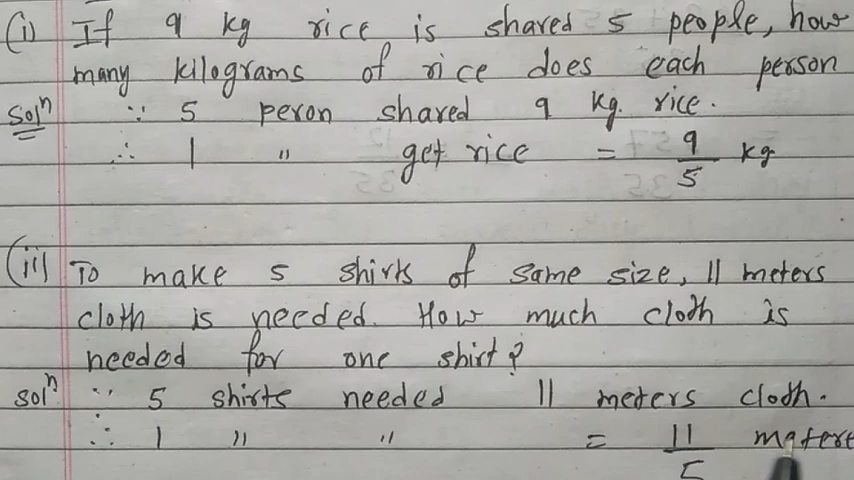 (i) If 9 kg rice is shared 5 people, how
many kilograms of rice does each person
Solⁿ ∵ 5 peron shared 9 kg. rice.
∴ 1 " get rice = 9/5 kg
(ii) To make 5 shirts of same size, 11 meters
cloth is needed. How much cloth is
needed for one shirt?
solⁿ ∵ 5 shirts needed 11 meters cloth.
∴ 1 " " = 11/5